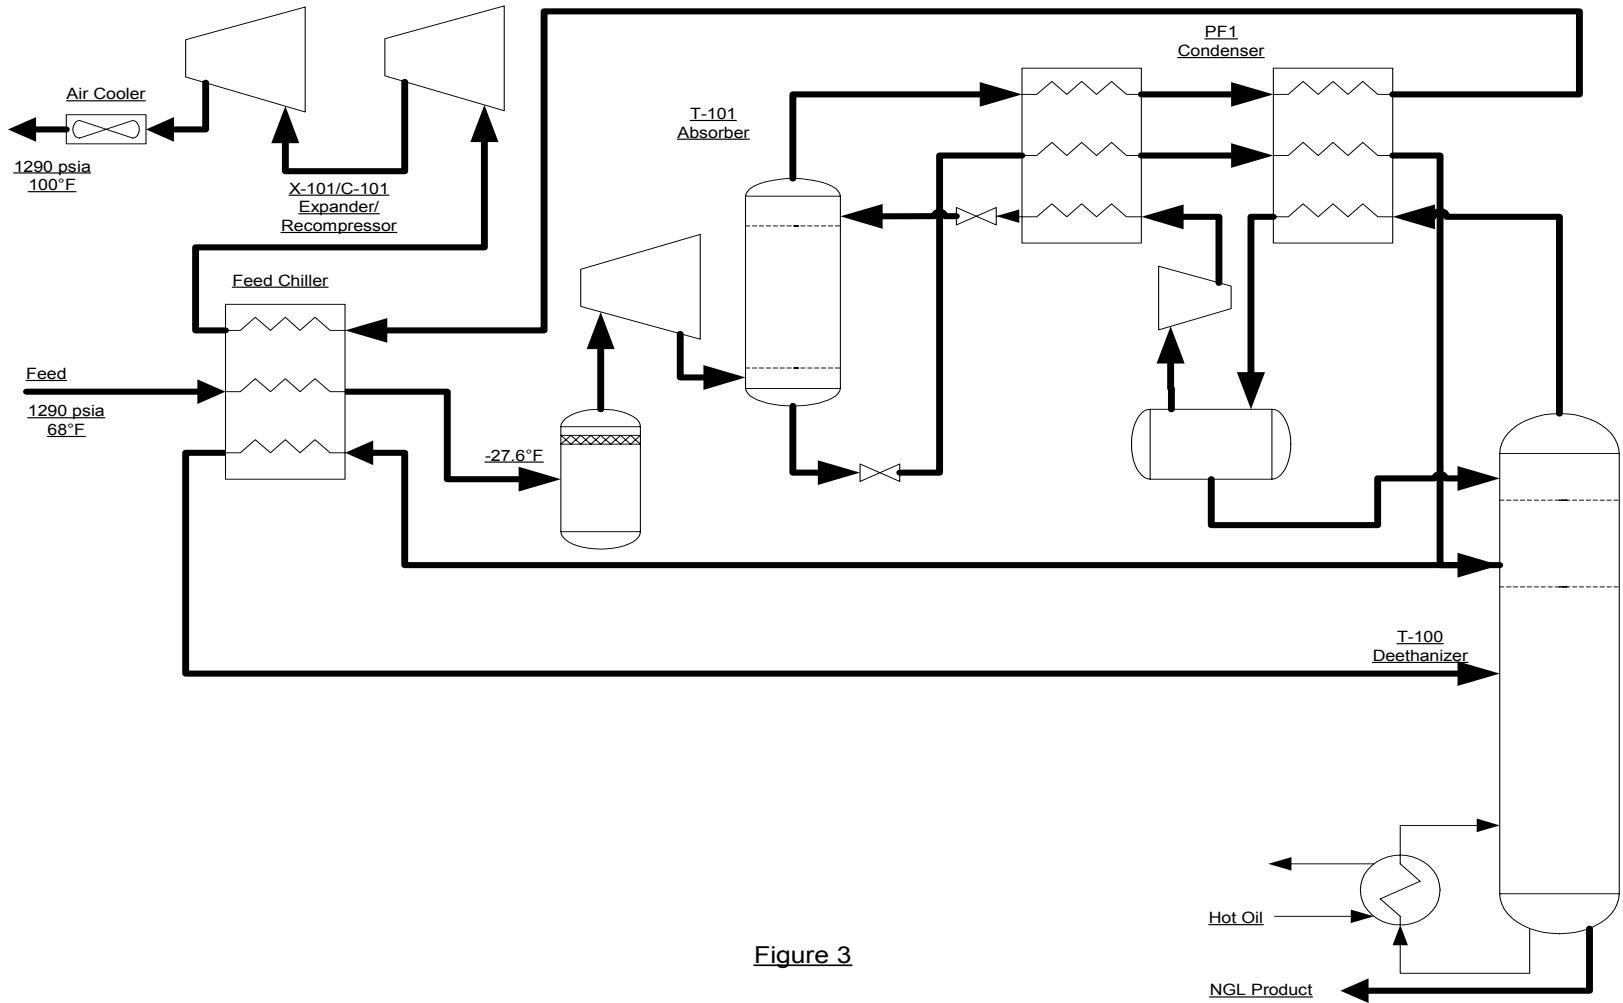 PF1
Condenser
Air Cooler
T-101
Absorber
1290 psia
100°F
X-101/C-101
Expander/
Recompressor
Feed Chiller
Feed
1290 psia
68°F
-27.6°F
T-100
Deethanizer
Hot Oil
Figure 3
NGL Product